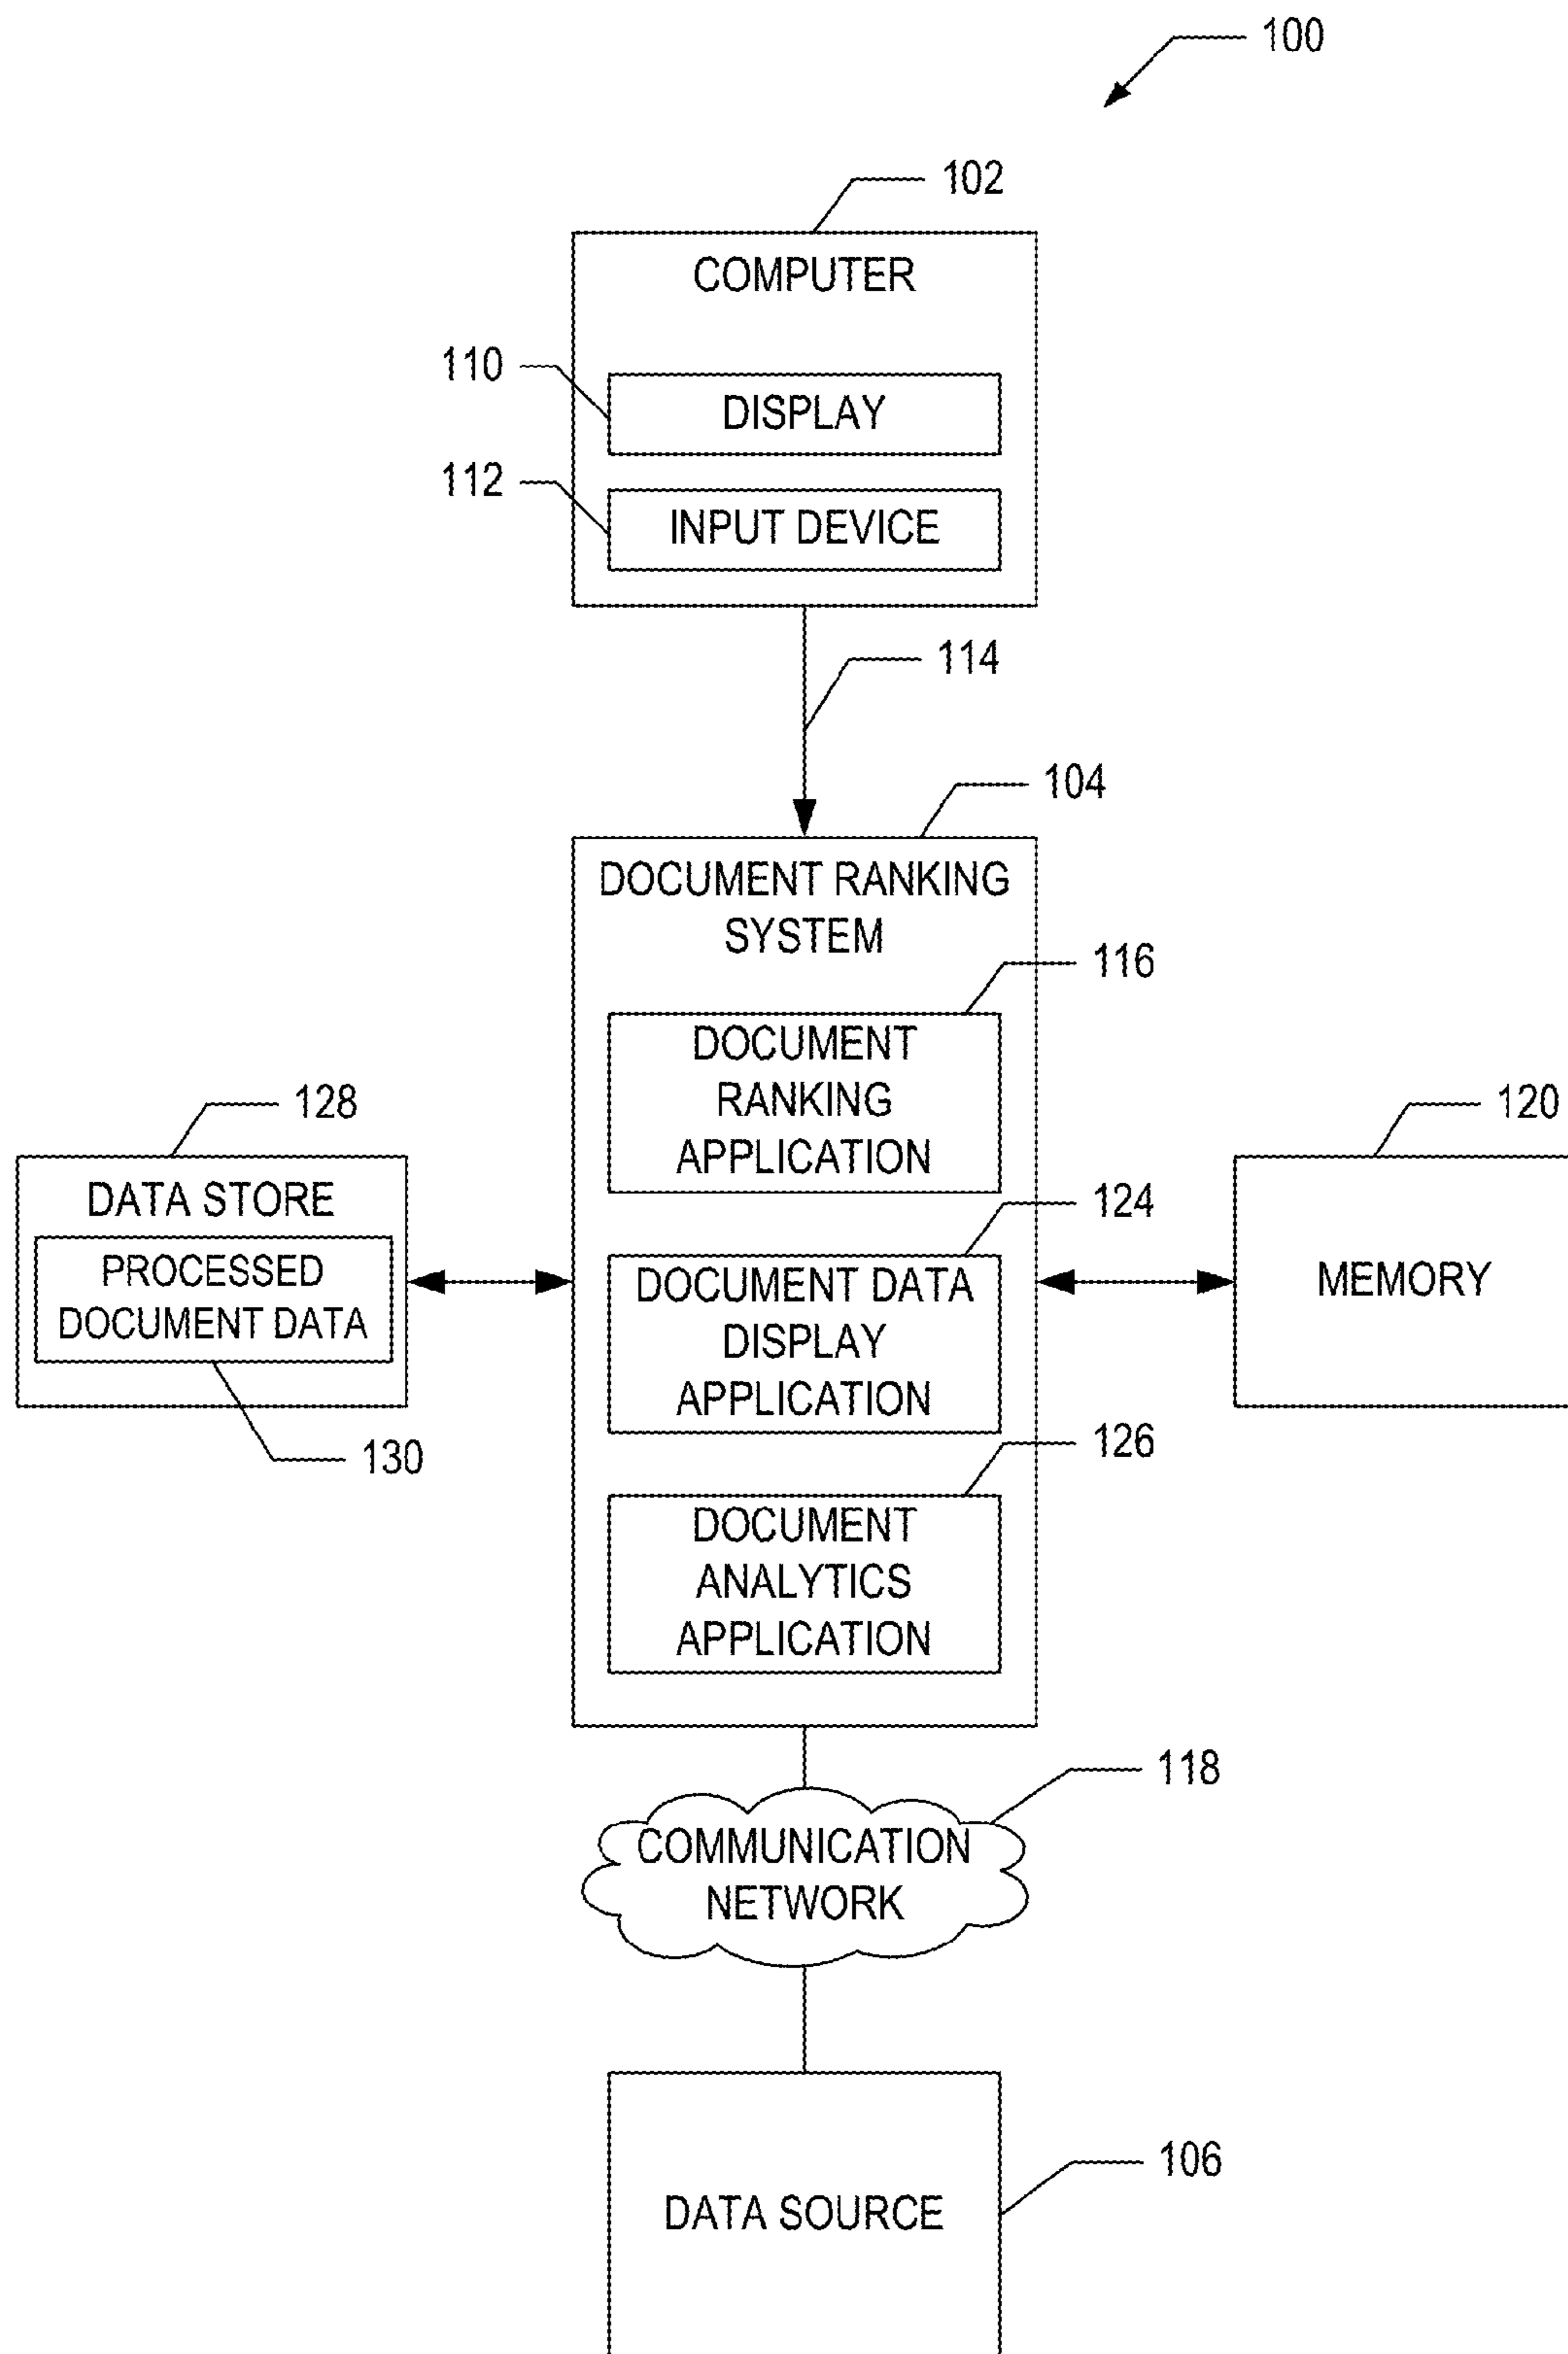 100
102
COMPUTER
110
DISPLAY
112
INPUT DEVICE
114
104
DOCUMENT RANKING
SYSTEM
116
DOCUMENT
RANKING
APPLICATION
128
DATA STORE
PROCESSED
DOCUMENT DATA
130
124
DOCUMENT DATA
DISPLAY
APPLICATION
120
MEMORY
126
DOCUMENT
ANALYTICS
APPLICATION
118
COMMUNICATION
NETWORK
106
DATA SOURCE